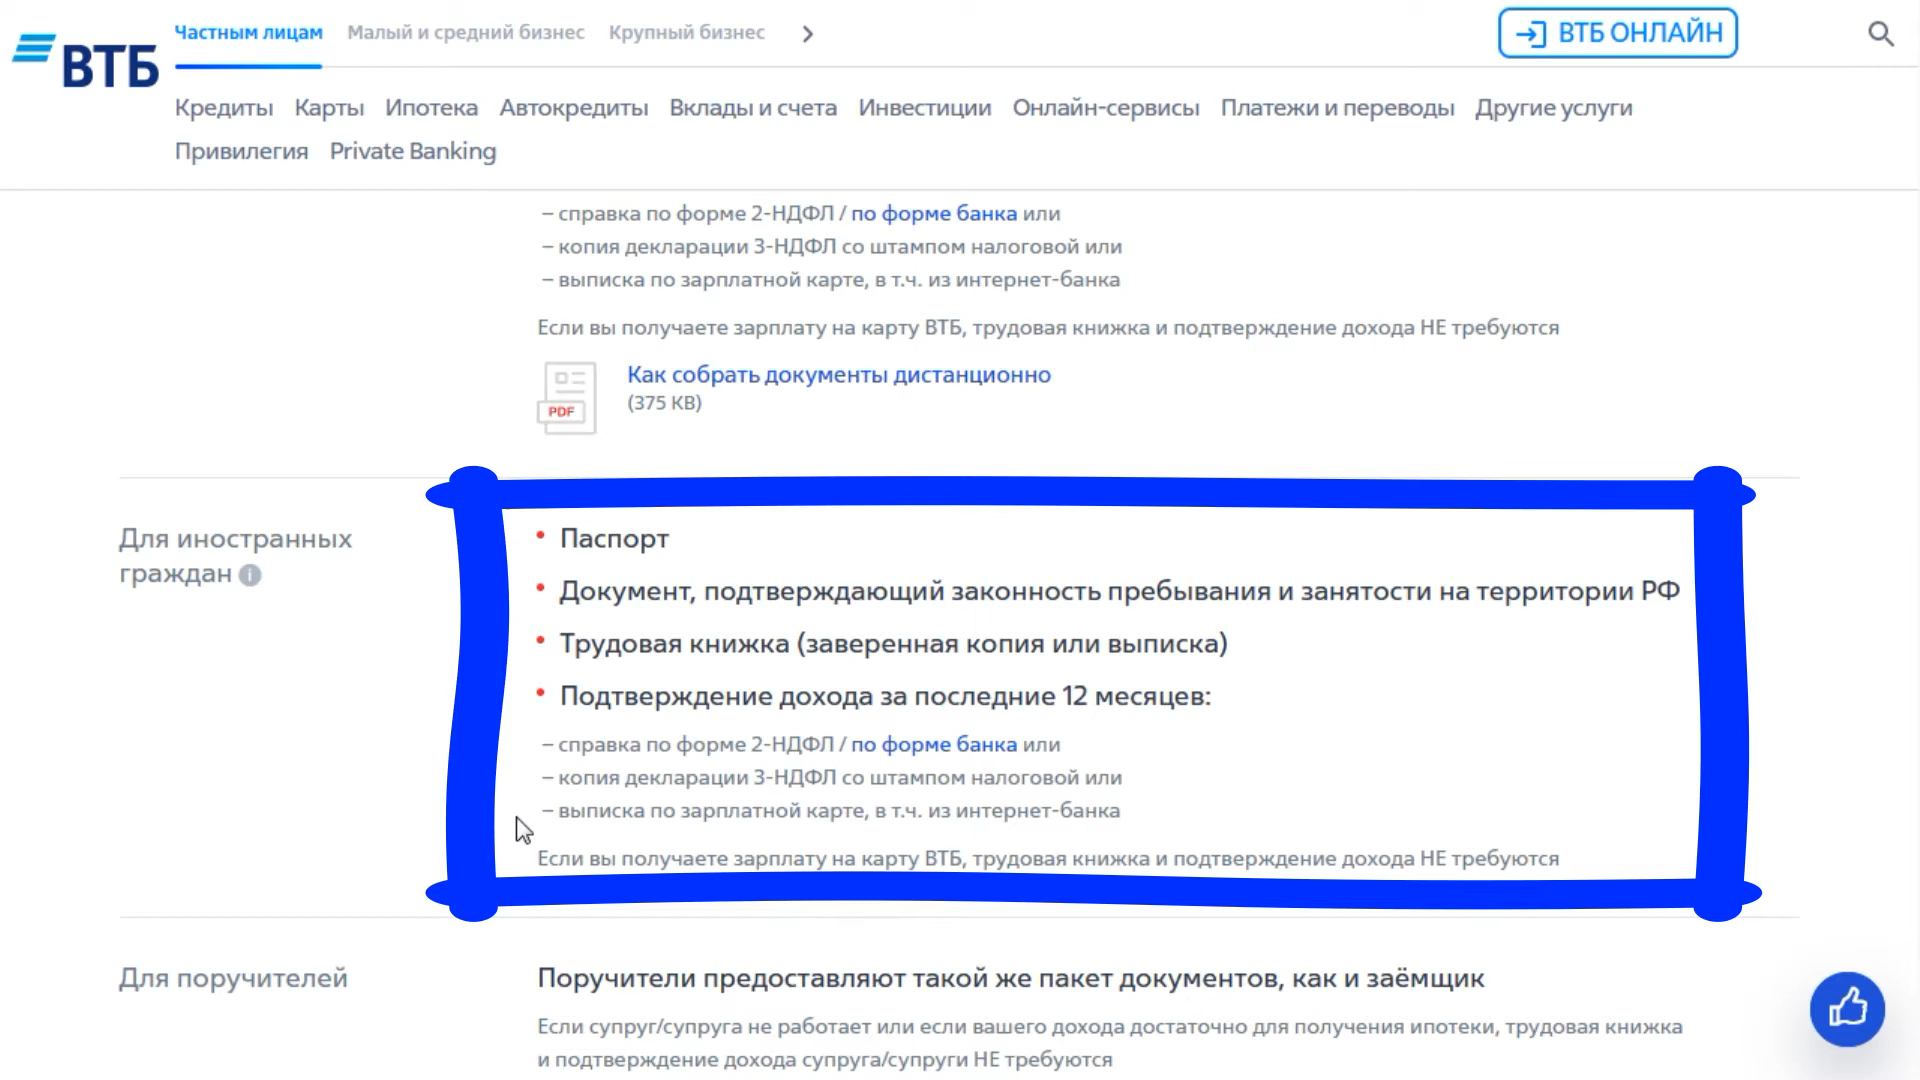 Частным лицам Малый и средний бизнес Крупный бизнес
ВТБ ОНЛАЙН
ВТБ
Кредиты Карты Ипотека Автокредиты Вклады и счета Инвестиции Онлайн-сервисы Платежи и переводы Другие услуги
Привилегия Private Banking
– справка по форме 2-НДФЛ / по форме банка или
– копия декларации 3-НДФЛ со штампом налоговой или
– выписка по зарплатной карте, в т.ч. из интернет-банка
Если вы получаете зарплату на карту ВТБ, трудовая книжка и подтверждение дохода НЕ требуются
PDF
Как собрать документы дистанционно
(375 KB)
Для иностранных
граждан i
• Паспорт
• Документ, подтверждающий законность пребывания и занятости на территории РФ
• Трудовая книжка (заверенная копия или выписка)
• Подтверждение дохода за последние 12 месяцев:
– справка по форме 2-НДФЛ / по форме банка или
– копия декларации 3-НДФЛ со штампом налоговой или
– выписка по зарплатной карте, в т.ч. из интернет-банка
Если вы получаете зарплату на карту ВТБ, трудовая книжка и подтверждение дохода НЕ требуются
Для поручителей
Поручители предоставляют такой же пакет документов, как и заёмщик
Если супруг/супруга не работает или если вашего дохода достаточно для получения ипотеки, трудовая книжка
и подтверждение дохода супруга/супруги НЕ требуются